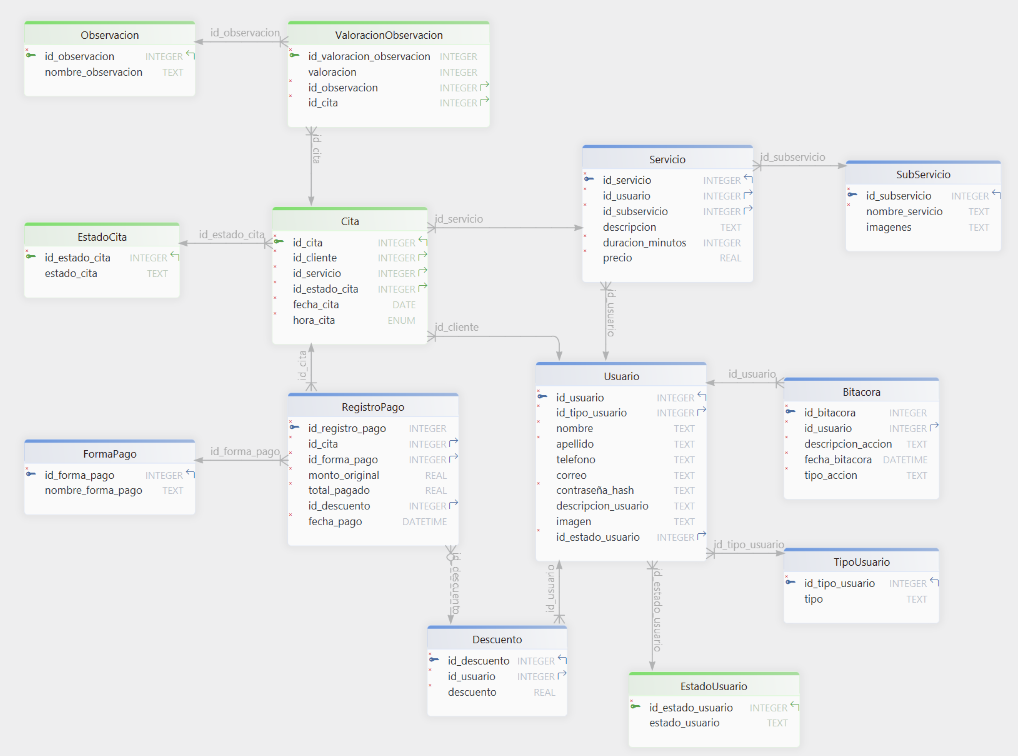 Observacion
id_observacion INTEGER
nombre_observacion TEXT
id_observacion
ValoracionObservacion
id_valoracion_observacion INTEGER
valoracion INTEGER
id_observacion INTEGER
id_cita INTEGER
id_cita
Servicio
id_servicio INTEGER
id_usuario INTEGER
id_subservicio INTEGER
descripcion TEXT
duracion_minutos INTEGER
precio REAL
id_subservicio
SubServicio
id_subservicio INTEGER
nombre_servicio TEXT
imagenes TEXT
EstadoCita
id_estado_cita INTEGER
estado_cita TEXT
id_estado_cita
Cita
id_cita INTEGER
id_cliente INTEGER
id_servicio INTEGER
id_estado_cita INTEGER
fecha_cita DATE
hora_cita ENUM
id_servicio
id_cliente
id_usuario
id_cita
Usuario
id_usuario INTEGER
id_tipo_usuario INTEGER
nombre TEXT
apellido TEXT
telefono TEXT
correo TEXT
contraseña_hash TEXT
descripcion_usuario TEXT
imagen TEXT
id_estado_usuario INTEGER
id_usuario
Bitacora
id_bitacora INTEGER
id_usuario INTEGER
descripcion_accion TEXT
fecha_bitacora DATETIME
tipo_accion TEXT
FormaPago
id_forma_pago INTEGER
nombre_forma_pago TEXT
id_forma_pago
RegistroPago
id_registro_pago INTEGER
id_cita INTEGER
id_forma_pago INTEGER
monto_original REAL
total_pagado REAL
id_descuento INTEGER
fecha_pago DATETIME
id_tipo_usuario
TipoUsuario
id_tipo_usuario INTEGER
tipo TEXT
id_descuento
id_usuario
id_estado_usuario
Descuento
id_descuento INTEGER
id_usuario INTEGER
descuento REAL
EstadoUsuario
id_estado_usuario INTEGER
estado_usuario TEXT